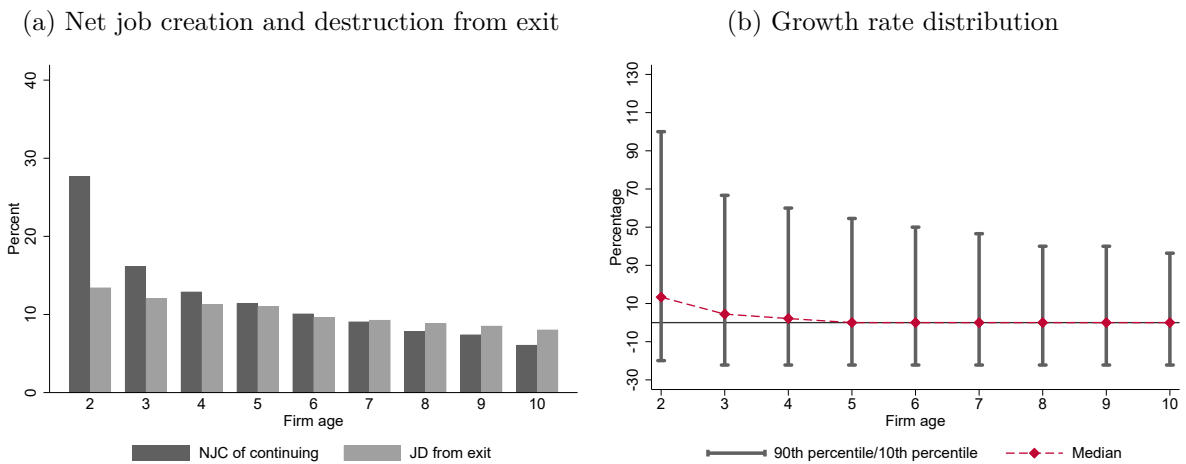 (a) Net job creation and destruction from exit
40
30
20
10
0
Percent
2 3 4 5 6 7 8 9 10
Firm age
NJC of continuing JD from exit
(b) Growth rate distribution
130
110
90
70
50
30
10
-10
-30
Percentage
2 3 4 5 6 7 8 9 10
Firm age
90th percentile/10th percentile Median